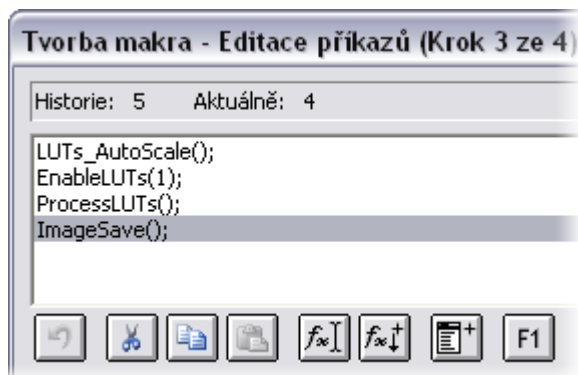 Tvorba makra - Editace příkazů (Krok 3 ze 4)
Historie: 5 Aktuálně: 4
LUTs_AutoScale();
EnableLUTs(1);
ProcessLUTs();
ImageSave();
F1